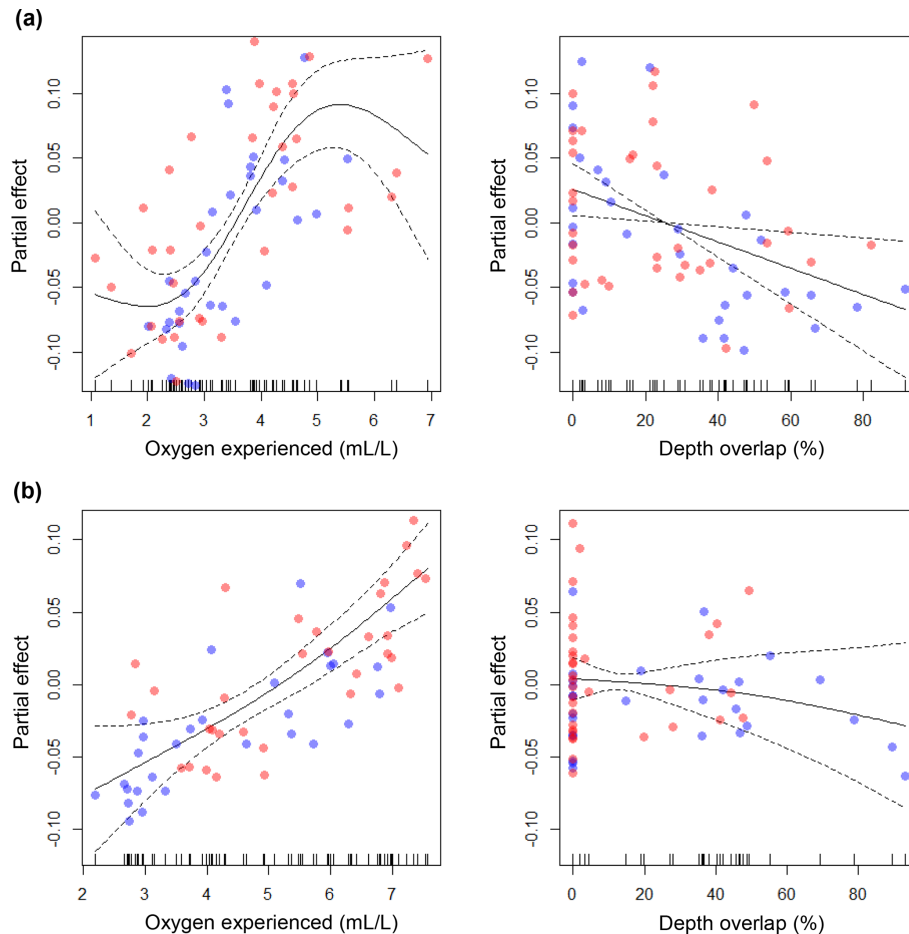 (a)
Partial effect
0.10
0.05
0.00
-0.05
-0.10
1 2 3 4 5 6 7
Oxygen experienced (mL/L)
Partial effect
0.10
0.05
0.00
-0.05
-0.10
0 20 40 60 80
Depth overlap (%)
(b)
Partial effect
0.10
0.05
0.00
-0.05
-0.10
2 3 4 5 6 7
Oxygen experienced (mL/L)
Partial effect
0.10
0.05
0.00
-0.05
-0.10
0 20 40 60 80
Depth overlap (%)